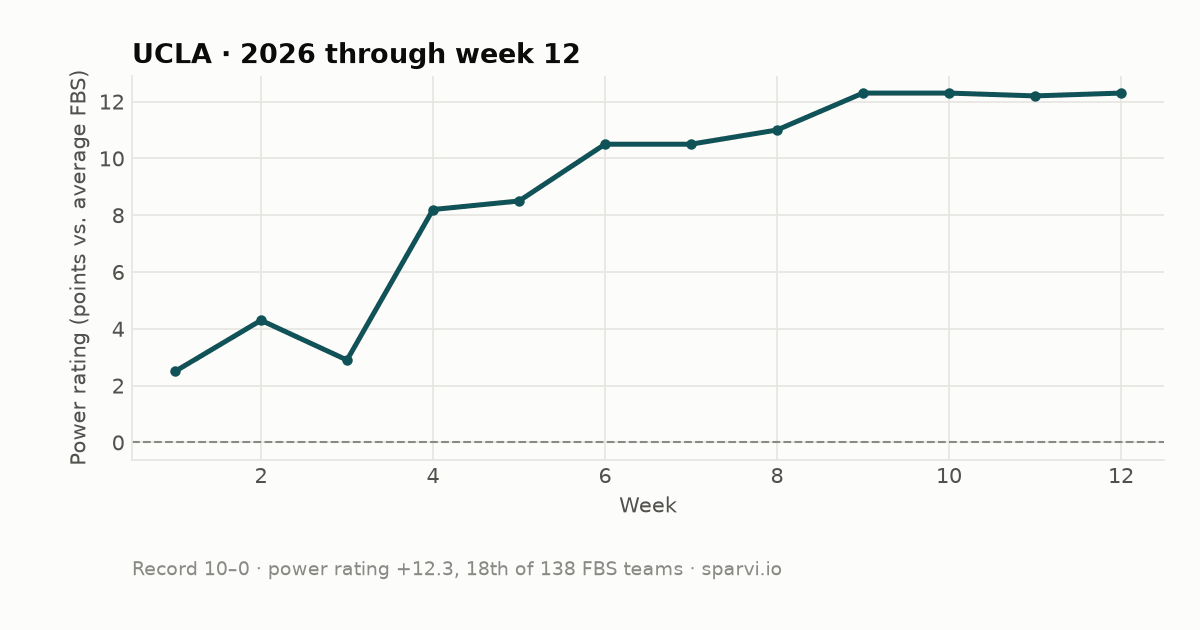 UCLA · 2026 through week 12
Power rating (points vs. average FBS)
12
10
8
6
4
2
0
2 4 6 8 10 12
Week
Record 10–0 · power rating +12.3, 18th of 138 FBS teams · sparvi.io